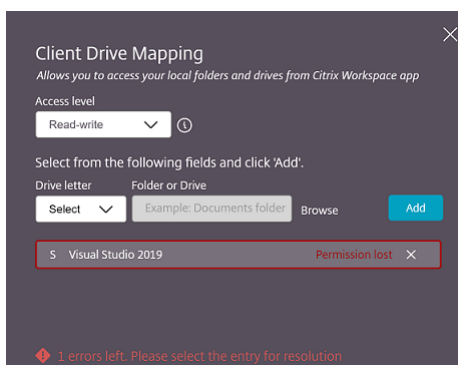 Client Drive Mapping
Allows you to access your local folders and drives from Citrix Workspace app
Access level
Read-write
Select from the following fields and click 'Add'.
Drive letter Folder or Drive
Select Example: Documents folder Browse Add
S Visual Studio 2019 Permission lost
1 errors left. Please select the entry for resolution